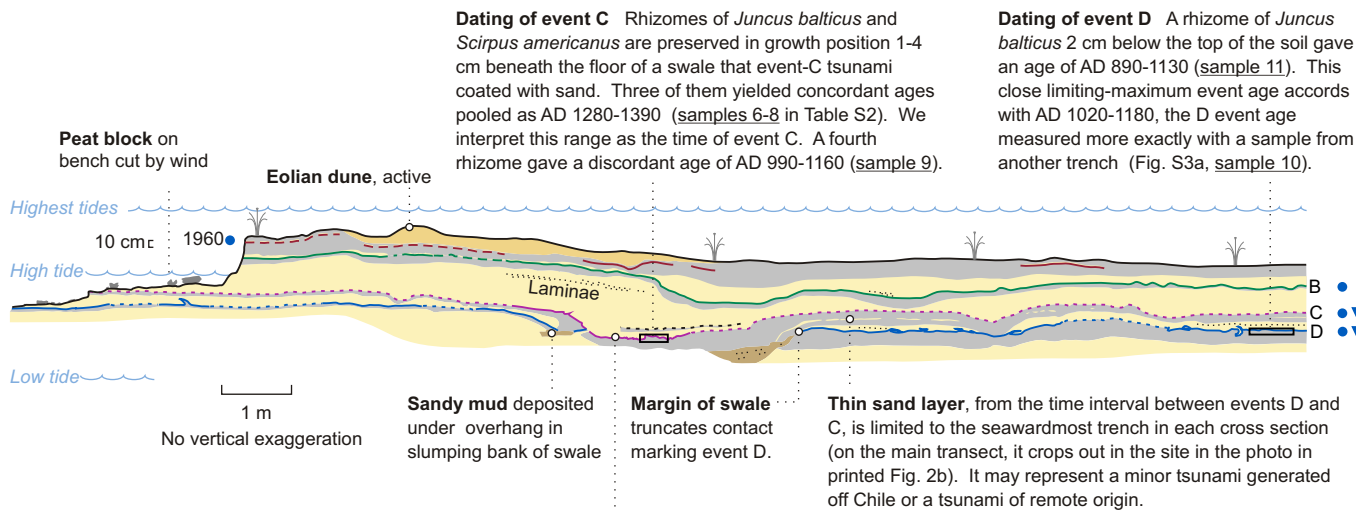 Dating of event C   Rhizomes of Juncus balticus and
Scirpus americanus are preserved in growth position 1-4
cm beneath the floor of a swale that event-C tsunami
coated with sand.  Three of them yielded concordant ages
pooled as AD 1280-1390  (samples 6-8 in Table S2).  We
interpret this range as the time of event C.  A fourth
rhizome gave a discordant age of AD 990-1160 (sample 9).
Dating of event D   A rhizome of Juncus
balticus 2 cm below the top of the soil gave
an age of AD 890-1130 (sample 11).  This
close limiting-maximum event age accords
with AD 1020-1180, the D event age
measured more exactly with a sample from
another trench  (Fig. S3a, sample 10).
Peat block on
bench cut by wind
Eolian dune, active
Highest tides
10 cm
1960
High tide
Laminae
B
C
D
Low tide
1 m
No vertical exaggeration
Sandy mud deposited
under  overhang in
slumping bank of swale
Margin of swale
truncates contact
marking event D.
Thin sand layer, from the time interval between events D and
C, is limited to the seawardmost trench in each cross section
(on the main transect, it crops out in the site in the photo in
printed Fig. 2b).  It may represent a minor tsunami generated
off Chile or a tsunami of remote origin.